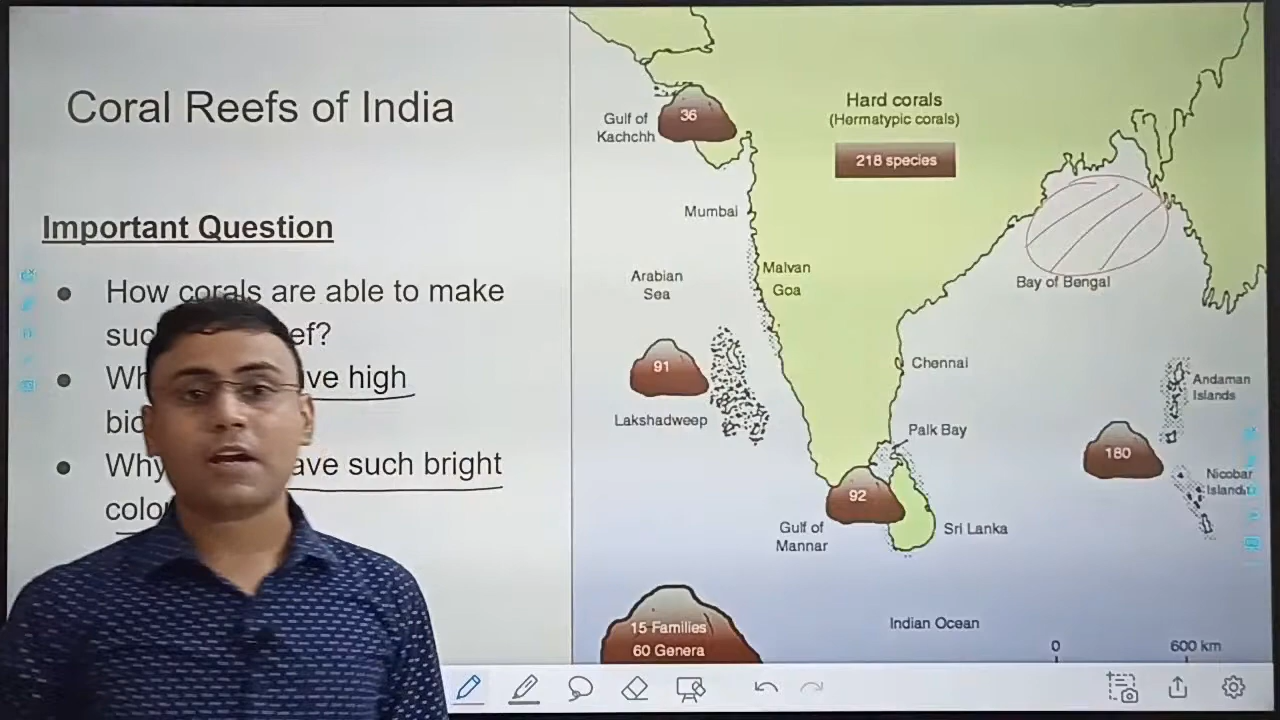 Coral Reefs of India
Important Question
How corals are able to make
ef?
ve high
Why
ave such bright
Hard corals
(Hermatypic corals)
218 species
Gulf of
Kachchh
36
Mumbai
Arabian
Sea
Malvan
Goa
Bay of Bengal
91
Lakshadweep
Chennai
Palk Bay
Andaman
Islands
180
Nicobar
Islands
92
Gulf of
Mannar
Sri Lanka
15 Families
60 Genera
Indian Ocean
0 600 km